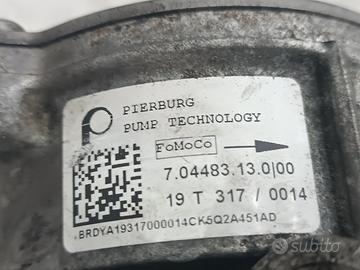 PIERBURG
PUMP TECHNOLOGY
FoMoCo
7.04483.13.0|00
19 T 317 / 0014
BRDYA19317000014CK5Q2A451AD
subito